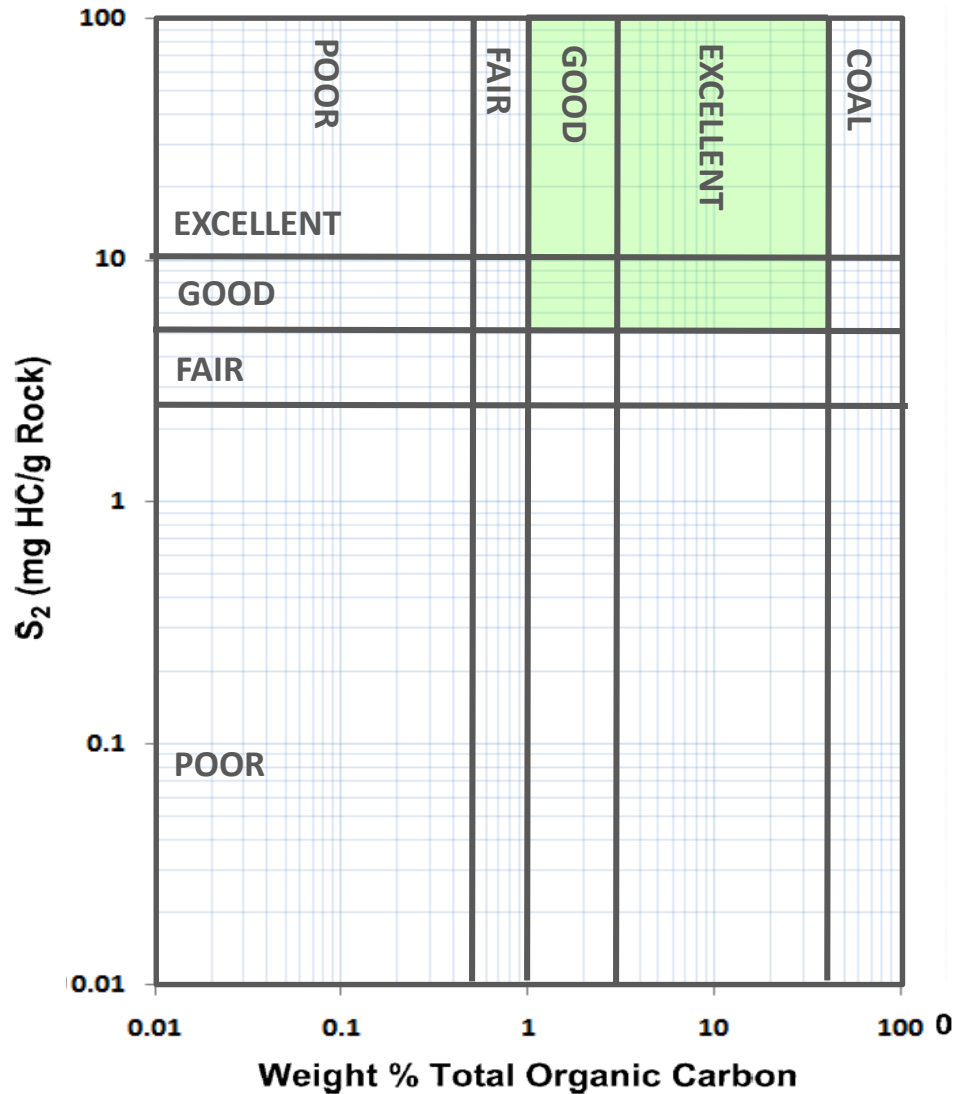 100
POOR
FAIR
GOOD
EXCELLENT
COAL
EXCELLENT
10
GOOD
FAIR
S₂ (mg HC/g Rock)
1
0.1
POOR
0.01
0.01 0.1 1 10 100 0
Weight % Total Organic Carbon